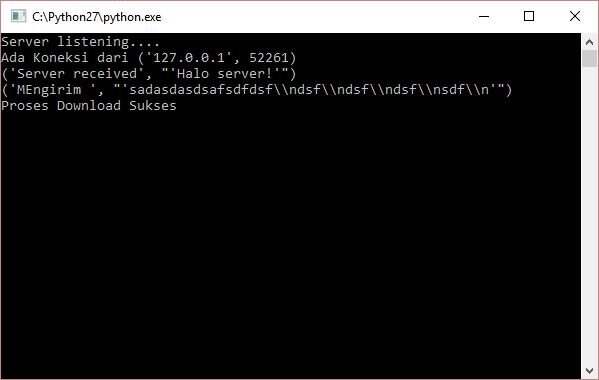 C:\Python27\python.exe
Server listening....
Ada Koneksi dari ('127.0.0.1', 52261)
('Server received', "'Halo server!'")
('MEngirim ', "'sadasdasdsafsdfdsf\\ndsf\\ndsf\\ndsf\\nsdf\\n'")
Proses Download Sukses